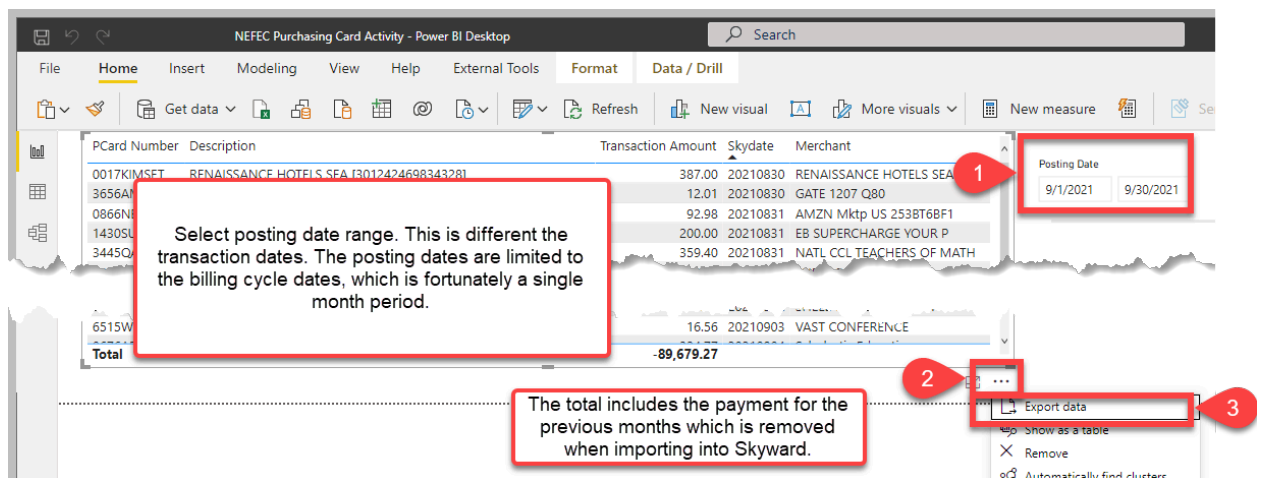 NEFEC Purchasing Card Activity - Power BI Desktop
Search
File Home Insert Modeling View Help External Tools Format Data / Drill
Get data Refresh New visual More visuals New measure
PCard Number Description Transaction Amount Skydate Merchant
0017KIMSET RENAISSANCE HOTELS SEA [301242469834328] 387.00 20210830 RENAISSANCE HOTELS SEA
12.01 20210830 GATE 1207 Q80
92.98 20210831 AMZN Mktp US 253BT6BF1
200.00 20210831 EB SUPERCHARGE YOUR P
359.40 20210831 NATL CCL TEACHERS OF MATH
1
Posting Date
9/1/2021 9/30/2021
Select posting date range. This is different the
transaction dates. The posting dates are limited to
the billing cycle dates, which is fortunately a single
month period.
16.56 20210903 VAST CONFERENCE
Total -89,679.27
2
...
The total includes the payment for the
previous months which is removed
when importing into Skyward.
Export data
3
Show as a table
Remove
Automatically find clusters